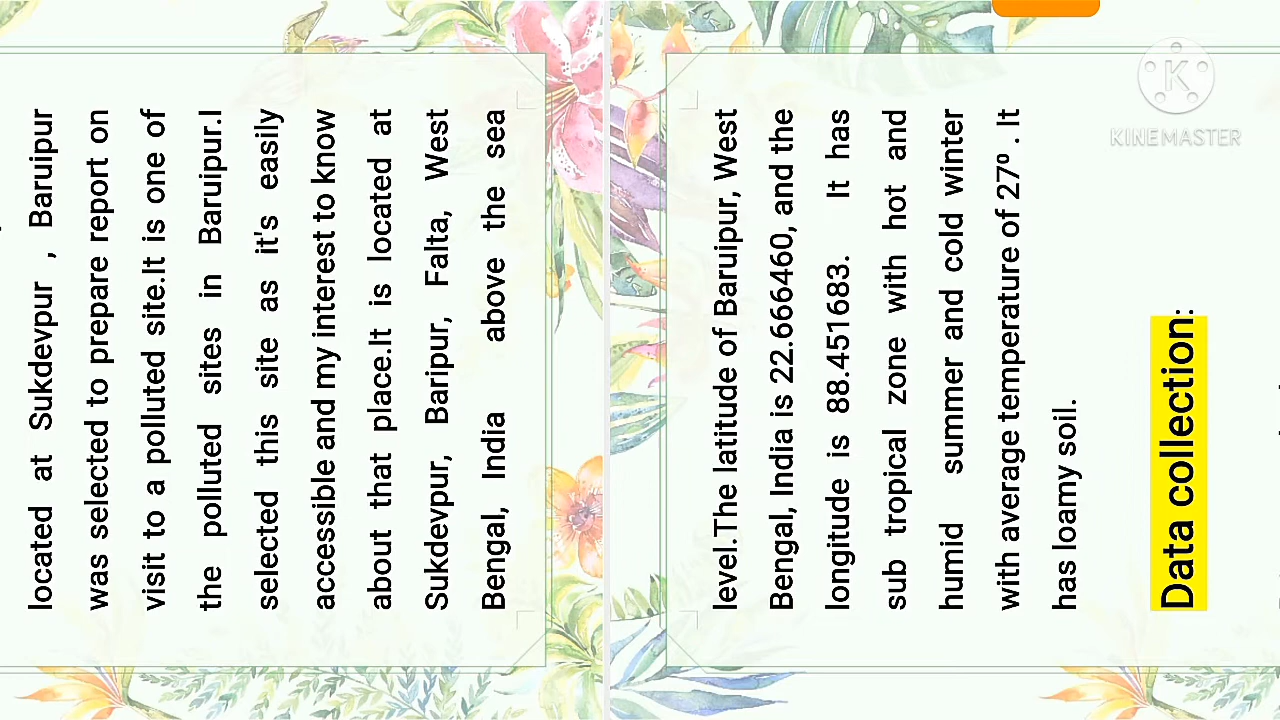 located at Sukdevpur , Baruipur
was selected to prepare report on
visit to a polluted site.It is one of
the polluted sites in Baruipur.I
selected this site as it's easily
accessible and my interest to know
about that place.It is located at
Sukdevpur, Baripur, Falta, West
Bengal, India above the sea
level.The latitude of Baruipur, West
Bengal, India is 22.666460, and the
longitude is 88.451683. It has
sub tropical zone with hot and
humid summer and cold winter
with average temperature of 27⁰ . It
has loamy soil.
Data collection:
K
KINEMASTER